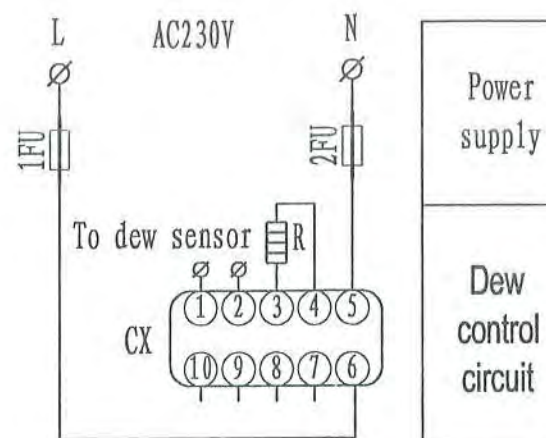 L AC230V N
1FU
2FU
Power
supply
To dew sensor R
1 2 3 4 5
CX
10 9 8 7 6
Dew
control
circuit